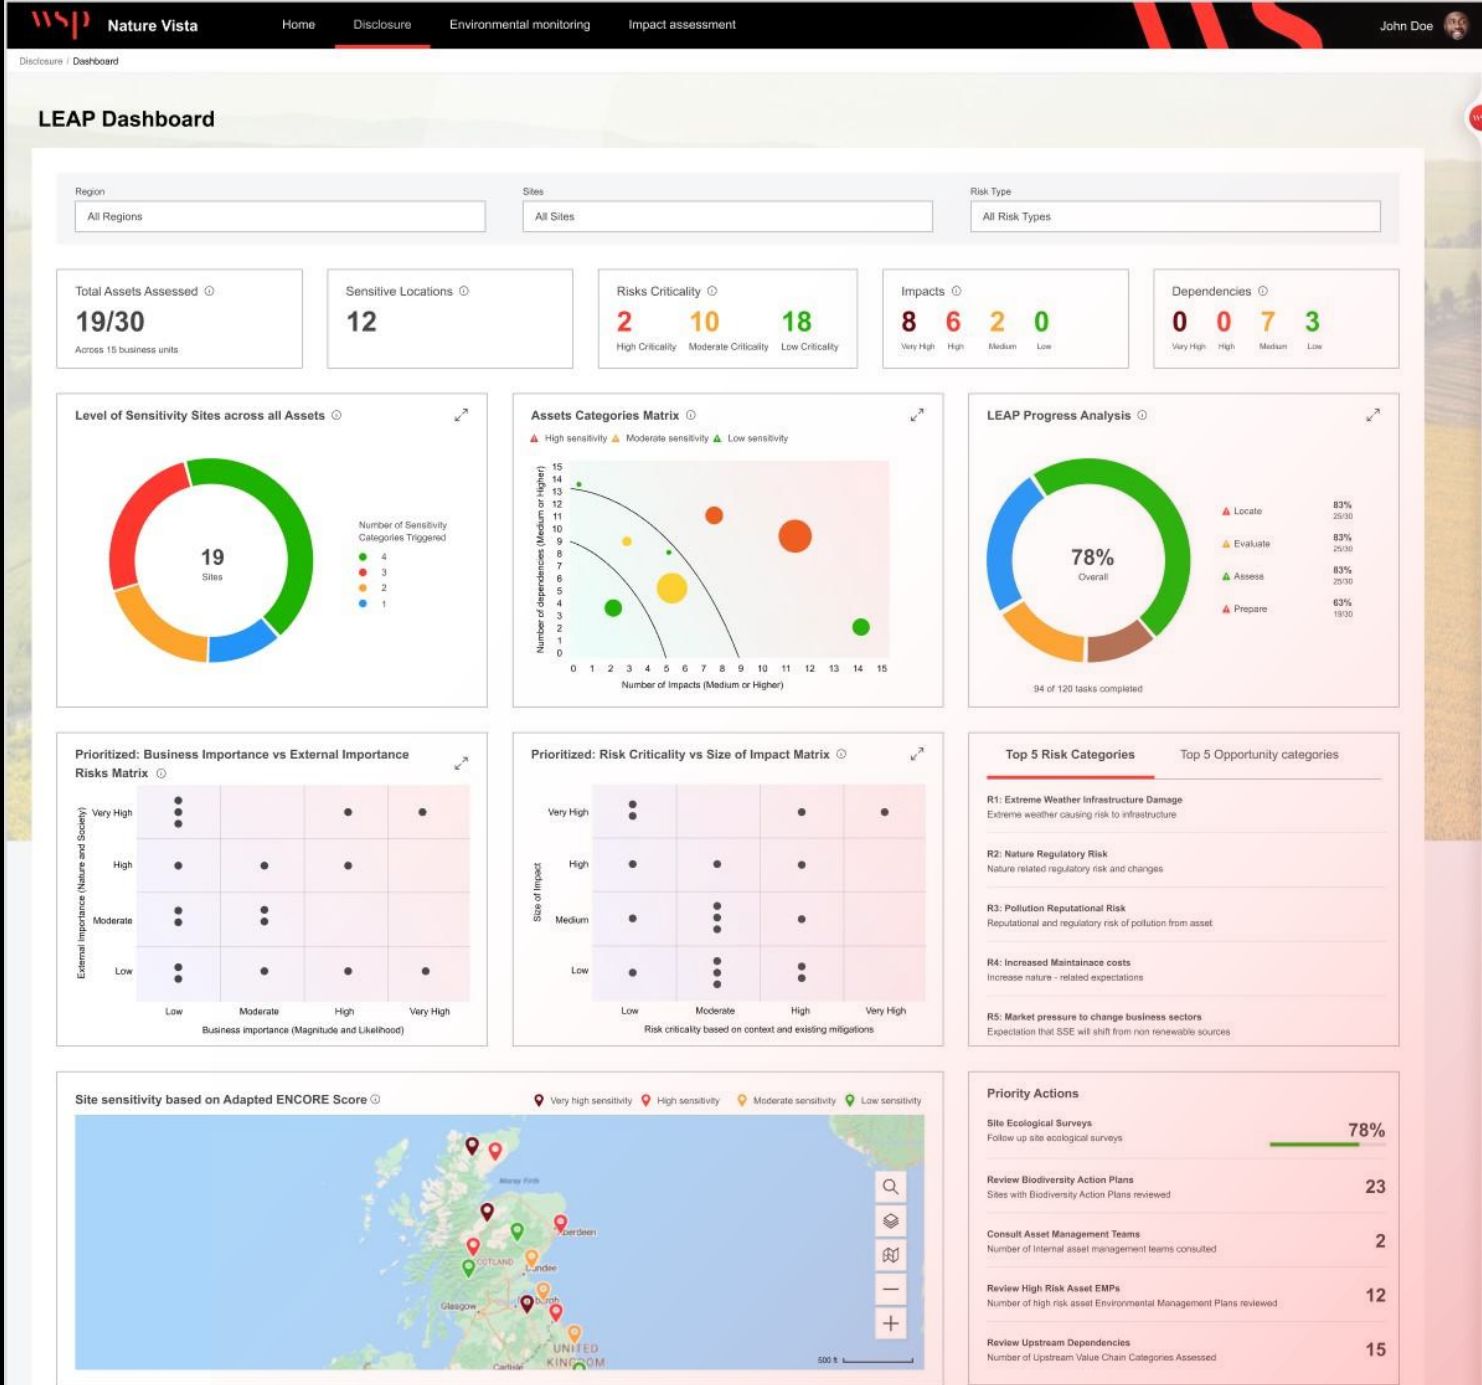 wsp Nature Vista Home Disclosure Environmental monitoring Impact assessment John Doe
Disclosure / Dashboard
LEAP Dashboard
Region Sites Risk Type
All Regions All Sites All Risk Types
Total Assets Assessed
19/30
Across 15 business units
Sensitive Locations
12
Risks Criticality
2 10 18
High Criticality Moderate Criticality Low Criticality
Impacts
8 6 2 0
Very High High Medium Low
Dependencies
0 0 7 3
Very High High Medium Low
Level of Sensitivity Sites across all Assets
19
Sites
Number of Sensitivity
Categories Triggered
4
3
2
1
Assets Categories Matrix
High sensitivity Moderate sensitivity Low sensitivity
Number of dependencies (Medium or Higher)
15
14
13
12
11
10
9
8
7
6
5
4
3
2
1
0
0 1 2 3 4 5 6 7 8 9 10 11 12 13 14 15
Number of Impacts (Medium or Higher)
LEAP Progress Analysis
78%
Overall
Locate 83%
25/30
Evaluate 83%
25/30
Assess 83%
25/30
Prepare 63%
19/30
94 of 120 tasks completed
Prioritized: Business Importance vs External Importance
Risks Matrix
External Importance (Nature and Society)
Very High
High
Moderate
Low
Low Moderate High Very High
Business importance (Magnitude and Likelihood)
Prioritized: Risk Criticality vs Size of Impact Matrix
Size of Impact
Very High
High
Medium
Low
Low Moderate High Very High
Risk criticality based on context and existing mitigations
Top 5 Risk Categories Top 5 Opportunity categories
R1: Extreme Weather Infrastructure Damage
Extreme weather causing risk to infrastructure
R2: Nature Regulatory Risk
Nature related regulatory risk and changes
R3: Pollution Reputational Risk
Reputational and regulatory risk of pollution from asset
R4: Increased Maintainace costs
Increase nature - related expectations
R5: Market pressure to change business sectors
Expectation that SSE will shift from non renewable sources
Site sensitivity based on Adapted ENCORE Score
Very high sensitivity High sensitivity Moderate sensitivity Low sensitivity
Moray Firth
Glasgow
UNITED
Carlisle
500 ft
Priority Actions
Site Ecological Surveys
Follow up site ecological surveys
78%
Review Biodiversity Action Plans
Sites with Biodiversity Action Plans reviewed
23
Consult Asset Management Teams
Number of Internal asset management teams consulted
2
Review High Risk Asset EMPs
Number of high risk asset Environmental Management Plans reviewed
12
Review Upstream Dependencies
Number of Upstream Value Chain Categories Assessed
15